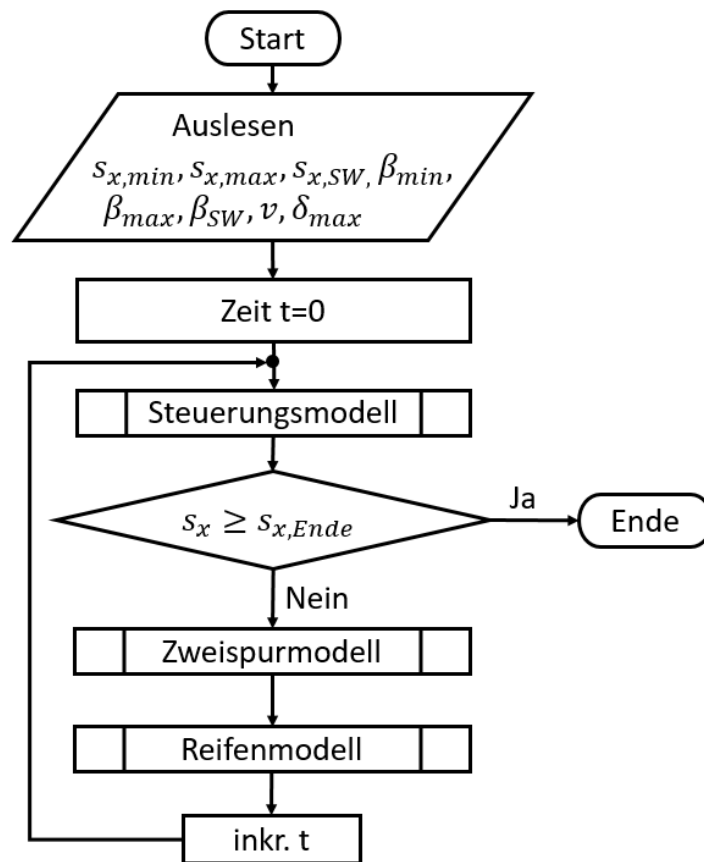 Start
Auslesen
s_{x,min}, s_{x,max}, s_{x,SW,} β_{min},
β_{max}, β_{SW}, v, δ_{max}
Zeit t=0
Steuerungsmodell
s_x ≥ s_{x,Ende}
Ja
Ende
Nein
Zweispurmodell
Reifenmodell
inkr. t